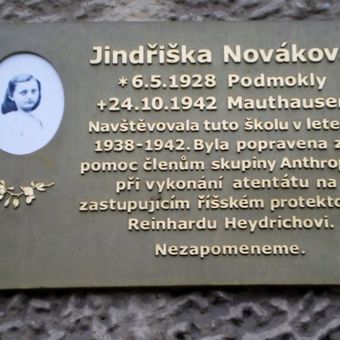 Jindřiška Novákov
*6.5.1928 Podmokly
+24.10.1942 Mauthausen
Navštěvovala tuto školu v lete
1938-1942. Byla popravena z
pomoc členům skupiny Anthrop
při vykonání atentátu na
zastupujícím říšském protekto
Reinhardu Heydrichovi.
Nezapomeneme.